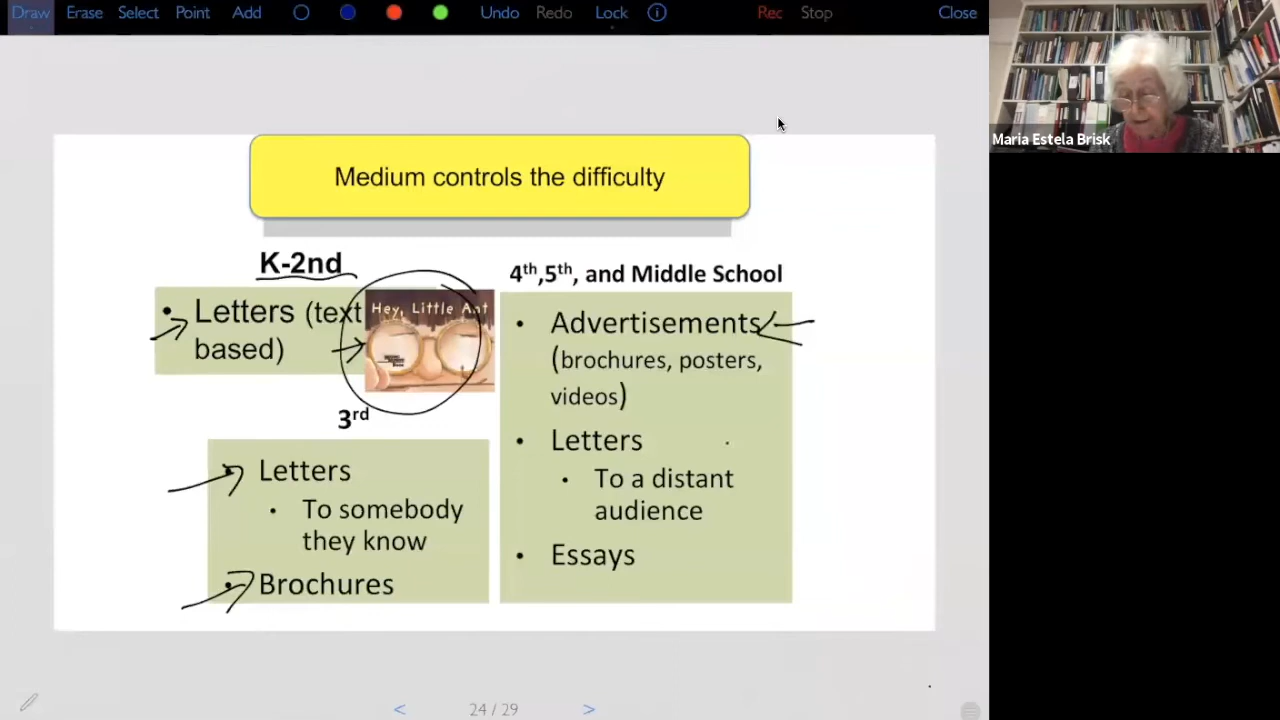 Draw Erase Select Point Add Undo Redo Lock Rec Stop Close
Maria Estela Brisk
Medium controls the difficulty
K-2nd
• Letters (text
based)
Hey, Little Ant
3rd
• Letters
• To somebody
they know
• Brochures
4th,5th, and Middle School
• Advertisements
(brochures, posters,
videos)
• Letters
• To a distant
audience
• Essays
< 24 / 29 >